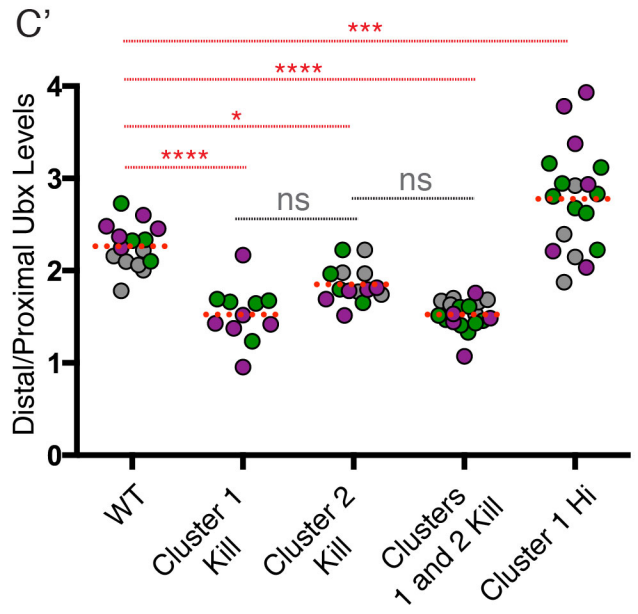 C’
***
****
*
****
ns
ns
Distal/Proximal Ubx Levels
4
3
2
1
0
WT
Cluster 1
Kill
Cluster 2
Kill
Clusters
1 and 2 Kill
Cluster 1 Hi